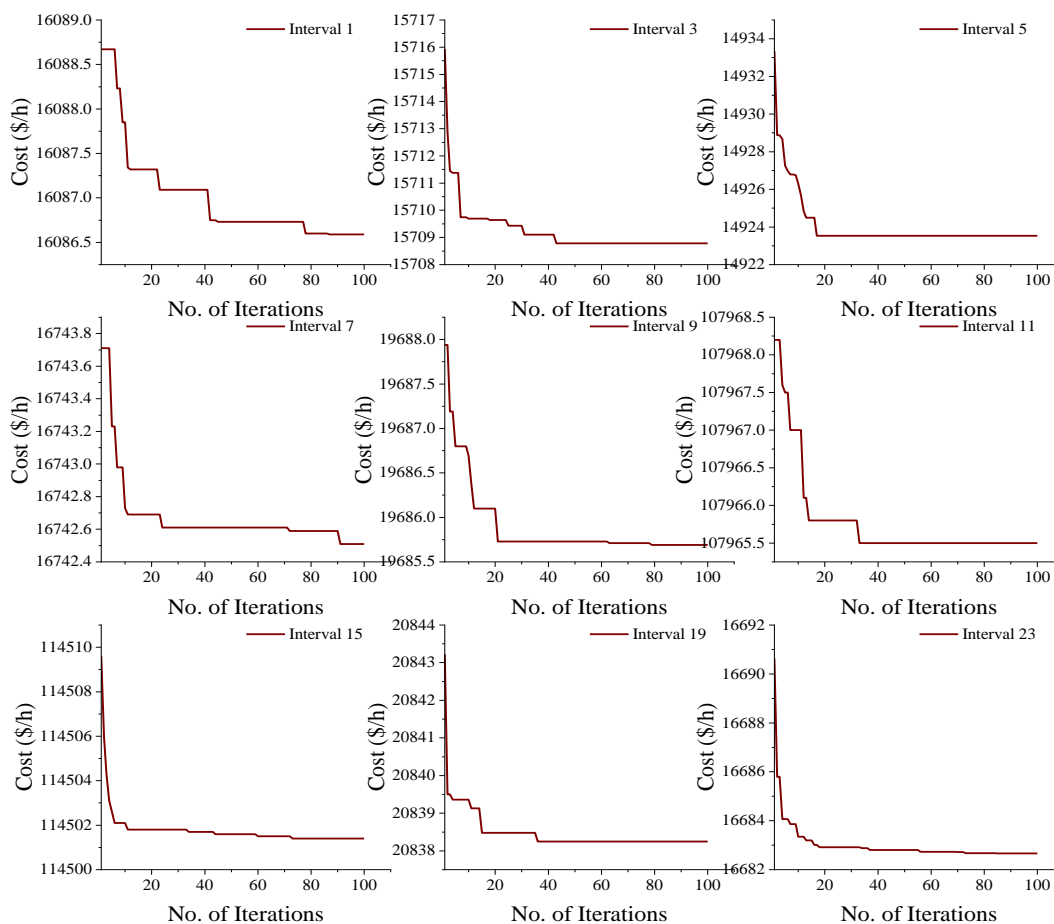 Interval 1
Cost ($/h)
16089.0
16088.5
16088.0
16087.5
16087.0
16086.5
20 40 60 80 100
No. of Iterations
Interval 3
Cost ($/h)
15717
15716
15715
15714
15713
15712
15711
15710
15709
15708
20 40 60 80 100
No. of Iterations
Interval 5
Cost ($/h)
14934
14932
14930
14928
14926
14924
14922
20 40 60 80 100
No. of Iterations
Interval 7
Cost ($/h)
16743.8
16743.6
16743.4
16743.2
16743.0
16742.8
16742.6
16742.4
20 40 60 80 100
No. of Iterations
Interval 9
Cost ($/h)
19688.0
19687.5
19687.0
19686.5
19686.0
19685.5
20 40 60 80 100
No. of Iterations
Interval 11
Cost ($/h)
107968.5
107968.0
107967.5
107967.0
107966.5
107966.0
107965.5
20 40 60 80 100
No. of Iterations
Interval 15
Cost ($/h)
114510
114508
114506
114504
114502
114500
20 40 60 80 100
No. of Iterations
Interval 19
Cost ($/h)
20844
20843
20842
20841
20840
20839
20838
20 40 60 80 100
No. of Iterations
Interval 23
Cost ($/h)
16692
16690
16688
16686
16684
16682
20 40 60 80 100
No. of Iterations